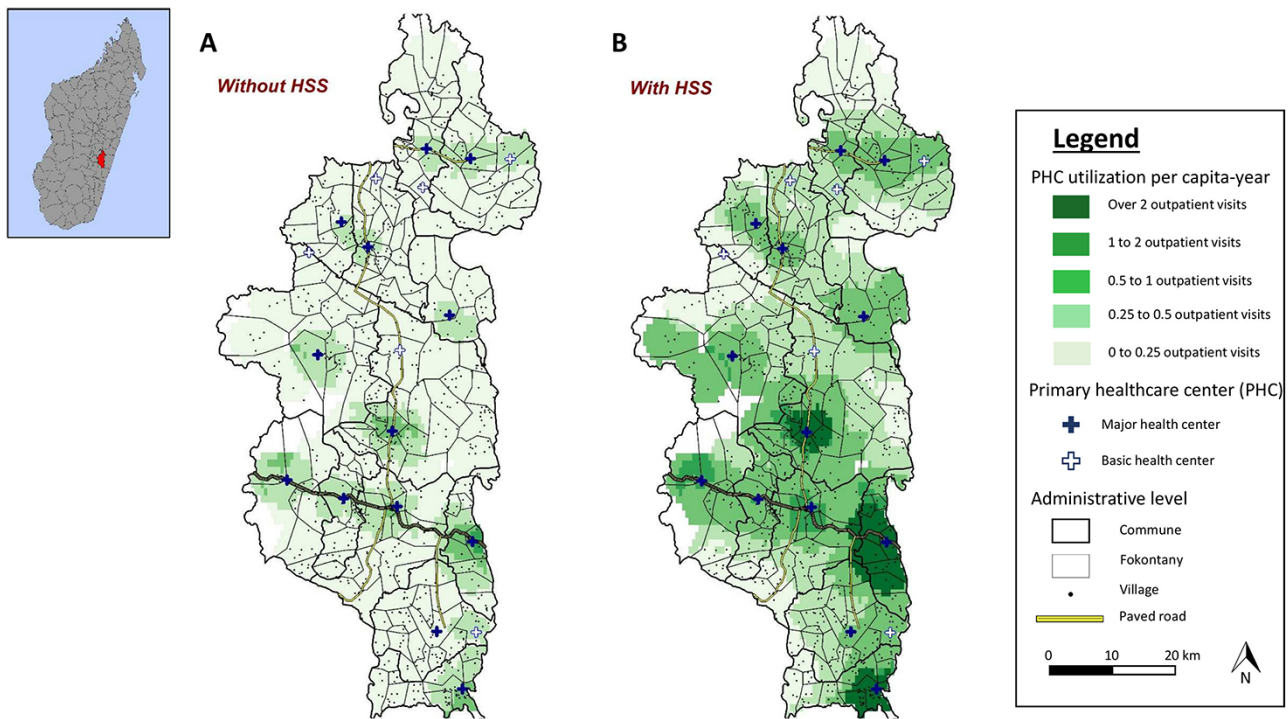 A
Without HSS
B
With HSS
Legend
PHC utilization per capita-year
Over 2 outpatient visits
1 to 2 outpatient visits
0.5 to 1 outpatient visits
0.25 to 0.5 outpatient visits
0 to 0.25 outpatient visits
Primary healthcare center (PHC)
Major health center
Basic health center
Administrative level
Commune
Fokontany
Village
Paved road
0 10 20 km
N